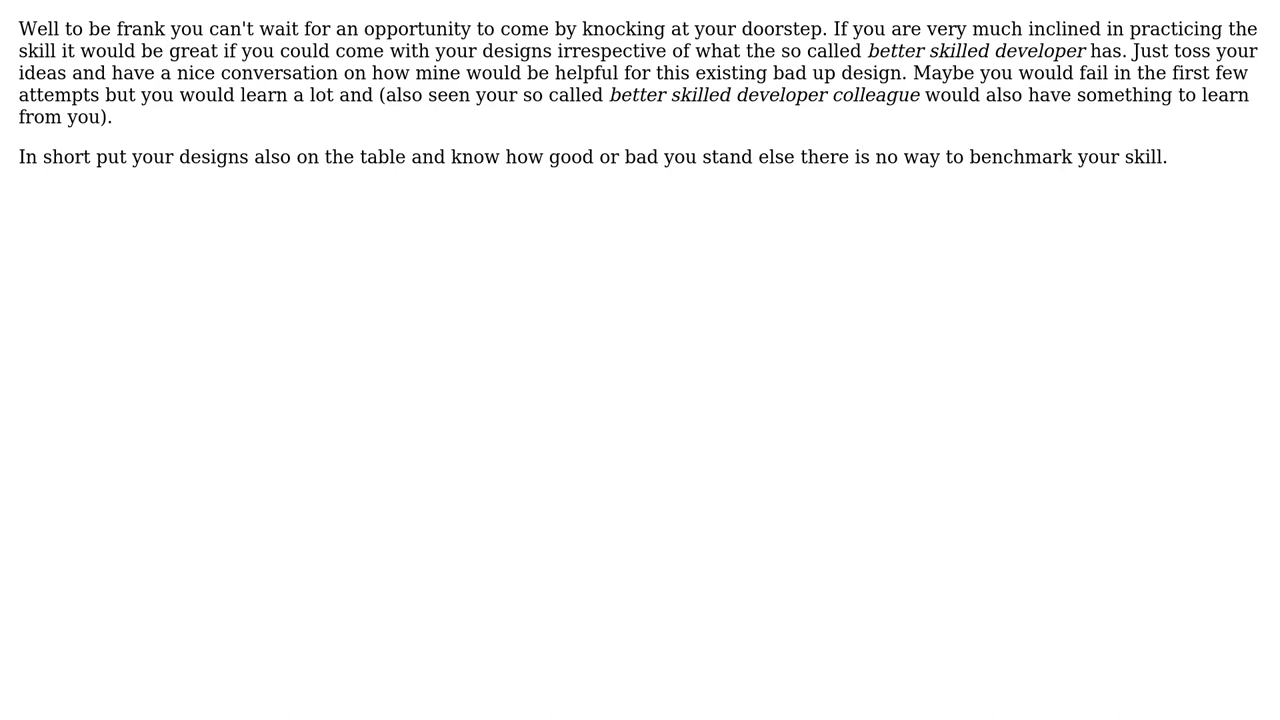 Well to be frank you can't wait for an opportunity to come by knocking at your doorstep. If you are very much inclined in practicing the
skill it would be great if you could come with your designs irrespective of what the so called better skilled developer has. Just toss your
ideas and have a nice conversation on how mine would be helpful for this existing bad up design. Maybe you would fail in the first few
attempts but you would learn a lot and (also seen your so called better skilled developer colleague would also have something to learn
from you).
In short put your designs also on the table and know how good or bad you stand else there is no way to benchmark your skill.